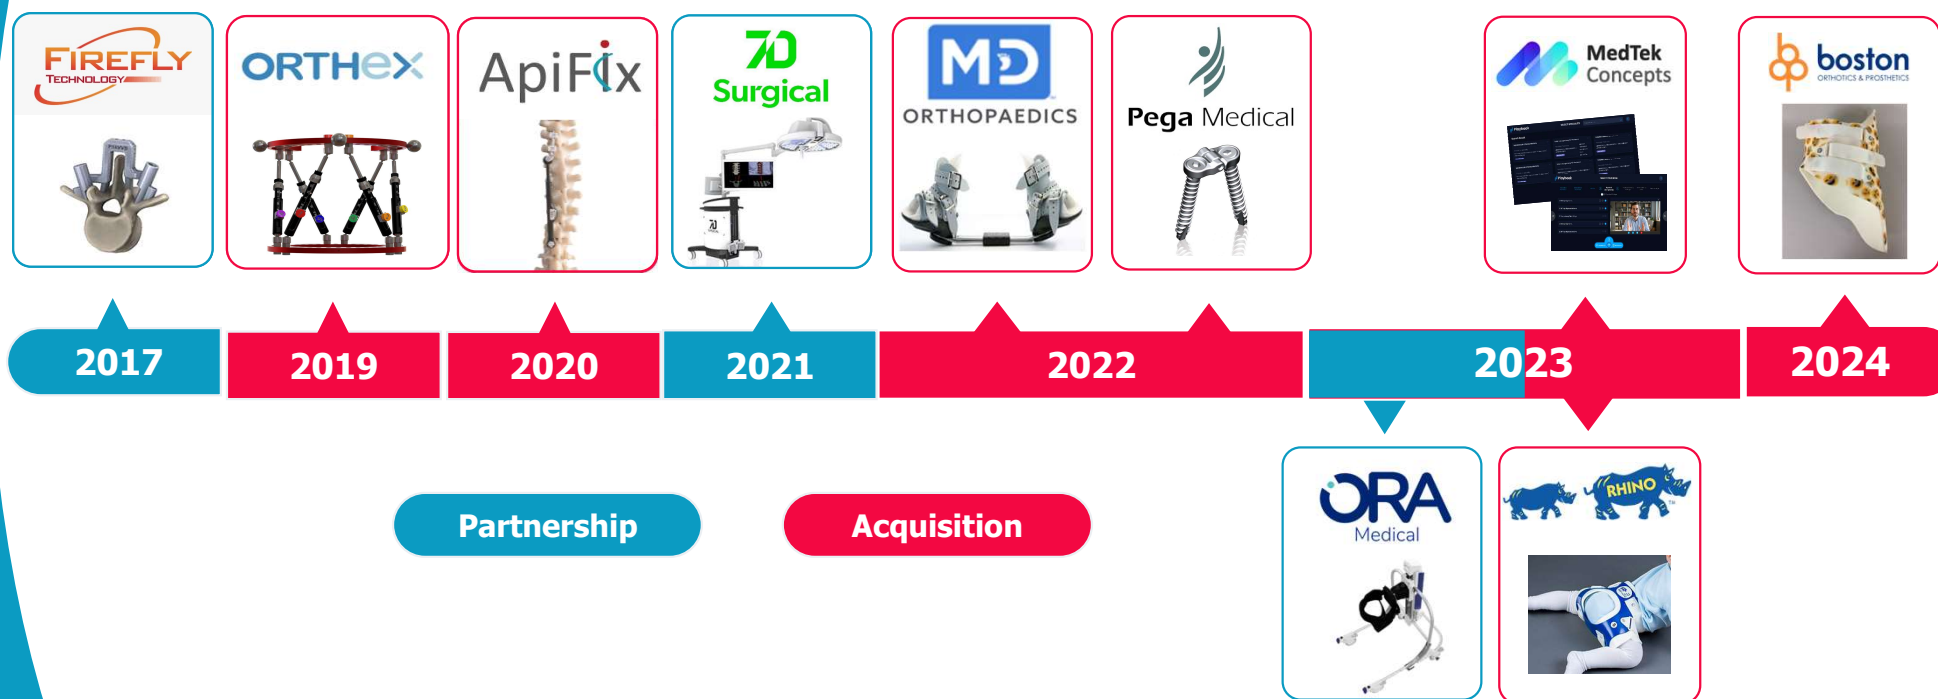 FIREFLY
TECHNOLOGY
ORTHEX
ApiFix
7D
Surgical
MD
ORTHOPAEDICS
Pega Medical
MedTek
Concepts
boston
ORTHOTICS & PROSTHETICS
2017
2019
2020
2021
2022
2023
2024
Partnership
Acquisition
ORA
Medical
RHINO